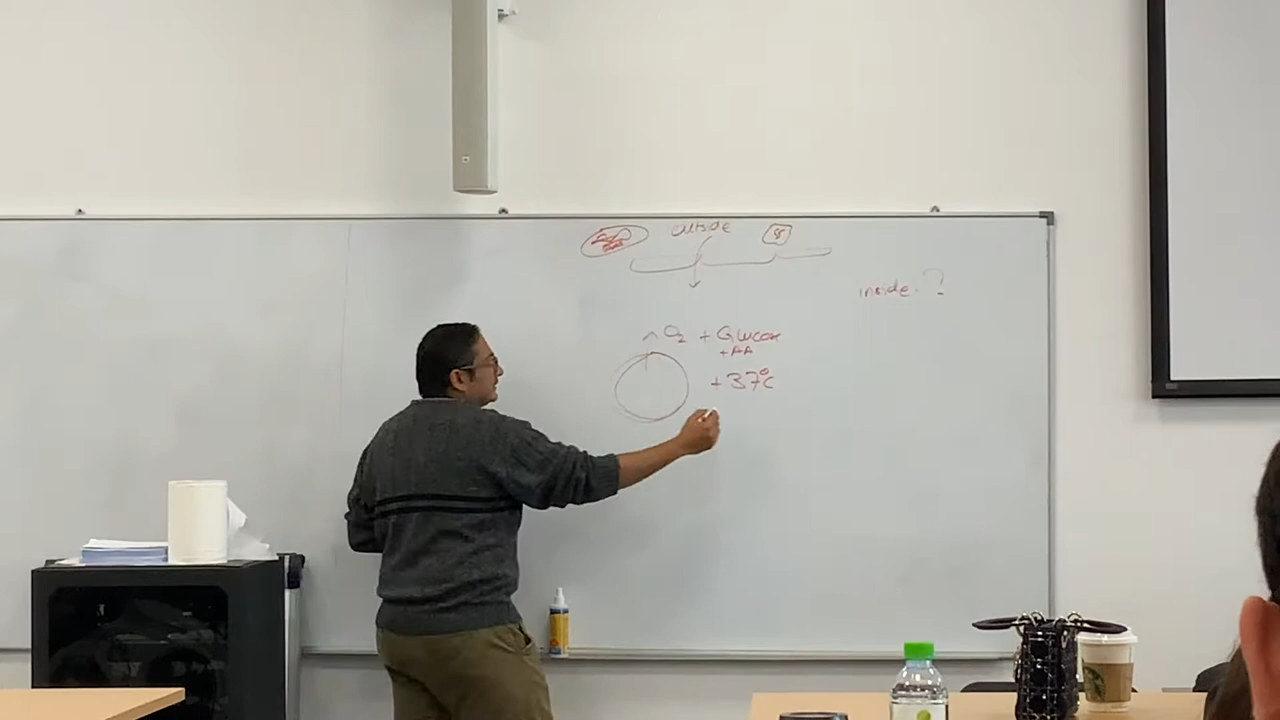 outside
inside ?
O₂ + Glucose
+ AA
+ 37°C